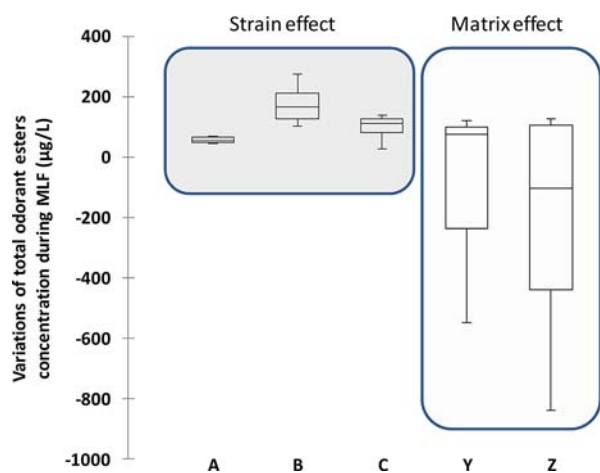 Strain effect
Matrix effect
Variations of total odorant esters
concentration during MLF (µg/L)
400
200
0
-200
-400
-600
-800
-1000
A B C Y Z